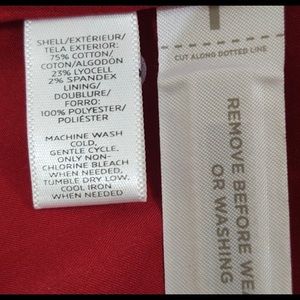 SHELL/EXTÉRIEUR/
TELA EXTERIOR:
75% COTTON/
COTON/ALGODON
23% LYOCELL
2% SPANDEX
LINING/
DOUBLURE/
FORRO:
100% POLYESTER/
POLIÉSTER
MACHINE WASH
COLD,
GENTLE CYCLE.
ONLY NON-
CHLORINE BLEACH
WHEN NEEDED.
TUMBLE DRY LOW.
COOL IRON
WHEN NEEDED
CUT ALONG DOTTED LINE
REMOVE BEFORE WEA
OR WASHING